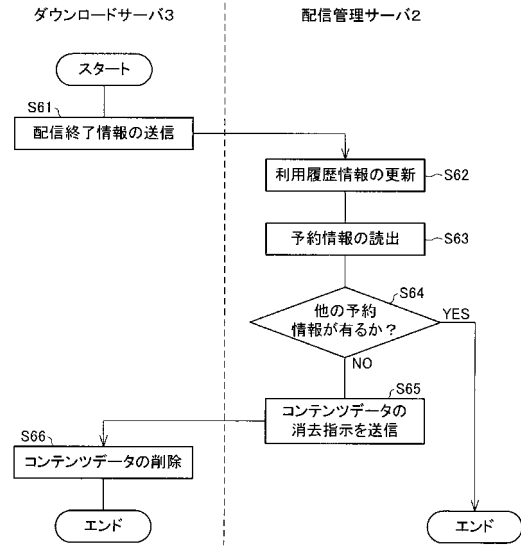 ダウンロードサーバ3
配信管理サーバ2
スタート
S61
配信終了情報の送信
利用履歴情報の更新
S62
予約情報の読出
S63
S64
他の予約
情報が有るか？
YES
NO
S65
コンテンツデータの
消去指示を送信
S66
コンテンツデータの削除
エンド
エンド